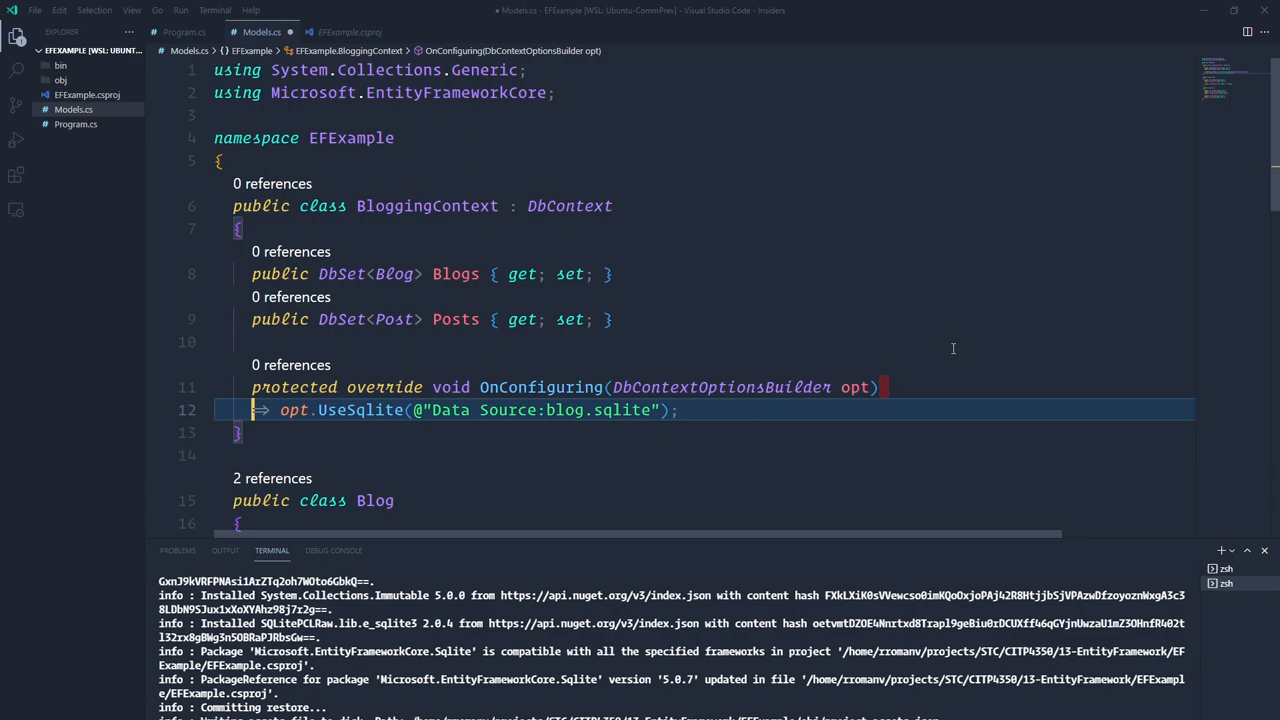 File Edit Selection View Go Run Terminal Help
● Models.cs - EFExample [WSL: Ubuntu-CommPrev] - Visual Studio Code - Insiders
EXPLORER
EFEXAMPLE [WSL: UBUNTU...
bin
obj
EFExample.csproj
Models.cs
Program.cs
Program.cs Models.cs EFExample.csproj
Models.cs > {} EFExample > EFExample.BloggingContext > OnConfiguring(DbContextOptionsBuilder opt)
1 using System.Collections.Generic;
2 using Microsoft.EntityFrameworkCore;
3
4 namespace EFExample
5 {
0 references
6 public class BloggingContext : DbContext
7 {
0 references
8 public DbSet<Blog> Blogs { get; set; }
0 references
9 public DbSet<Post> Posts { get; set; }
10
0 references
11 protected override void OnConfiguring(DbContextOptionsBuilder opt)
12 => opt.UseSqlite(@"Data Source:blog.sqlite");
13 }
14
2 references
15 public class Blog
16 {
PROBLEMS OUTPUT TERMINAL DEBUG CONSOLE
zsh
zsh
GxnJ9kVRFPNAsi1ArZTq2oh7WOto6GbkQ==.
info : Installed System.Collections.Immutable 5.0.0 from https://api.nuget.org/v3/index.json with content hash FXkLXiK0sVVewcso0imKQoOxjoPAj42R8HtjjbSjVPAzwDfzoyoznWxgA3c3
8LDbN9SJux1xXoXYAhz98j7r2g==.
info : Installed SQLitePCLRaw.lib.e_sqlite3 2.0.4 from https://api.nuget.org/v3/index.json with content hash oetvmtDZOE4Nnrtxd8Trapl9geBiu0rDCUXff46qGYjnUwzaU1mZ3OHnfR402t
l32rx8gBWg3n5OBRaPJRbsGw==.
info : Package 'Microsoft.EntityFrameworkCore.Sqlite' is compatible with all the specified frameworks in project '/home/rromanv/projects/STC/CITP4350/13-EntityFramework/EF
Example/EFExample.csproj'.
info : PackageReference for package 'Microsoft.EntityFrameworkCore.Sqlite' version '5.0.7' updated in file '/home/rromanv/projects/STC/CITP4350/13-EntityFramework/EFExampl
e/EFExample.csproj'.
info : Committing restore...